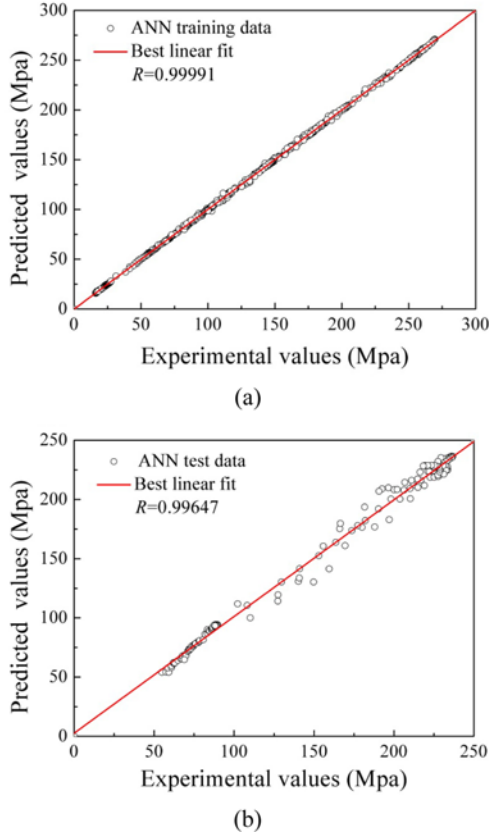 300
250
200
150
100
50
0
Predicted values (Mpa)
ANN training data
Best linear fit
R=0.99991
0 50 100 150 200 250 300
Experimental values (Mpa)
(a)
250
200
150
100
50
0
Predicted values (Mpa)
ANN test data
Best linear fit
R=0.99647
0 50 100 150 200 250
Experimental values (Mpa)
(b)